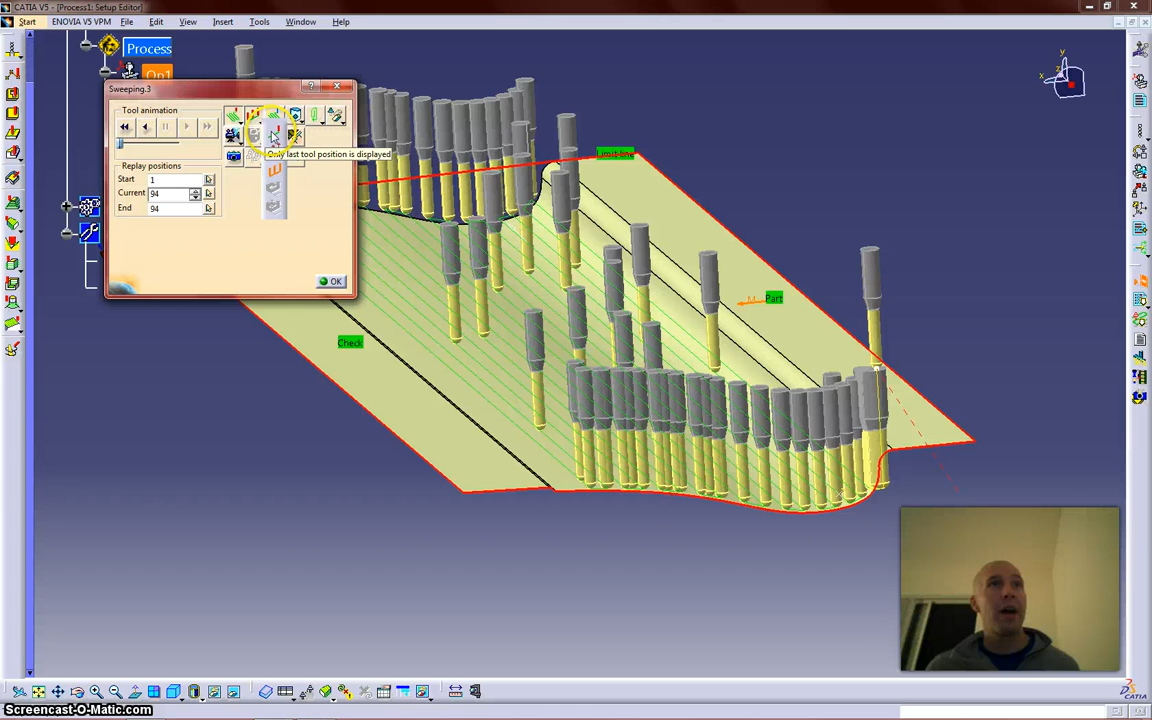 CATIA V5 - [Process1: Setup Editor]
Start
ENOVIA V5 VPM
File
Edit
View
Insert
Tools
Window
Help
Process
Op1
Sweeping.3
Tool animation
Only last tool position is displayed
Replay positions
Start
1
Current
94
End
94
OK
Limit line
Part
Check
x
y
z
Screencast-O-Matic.com